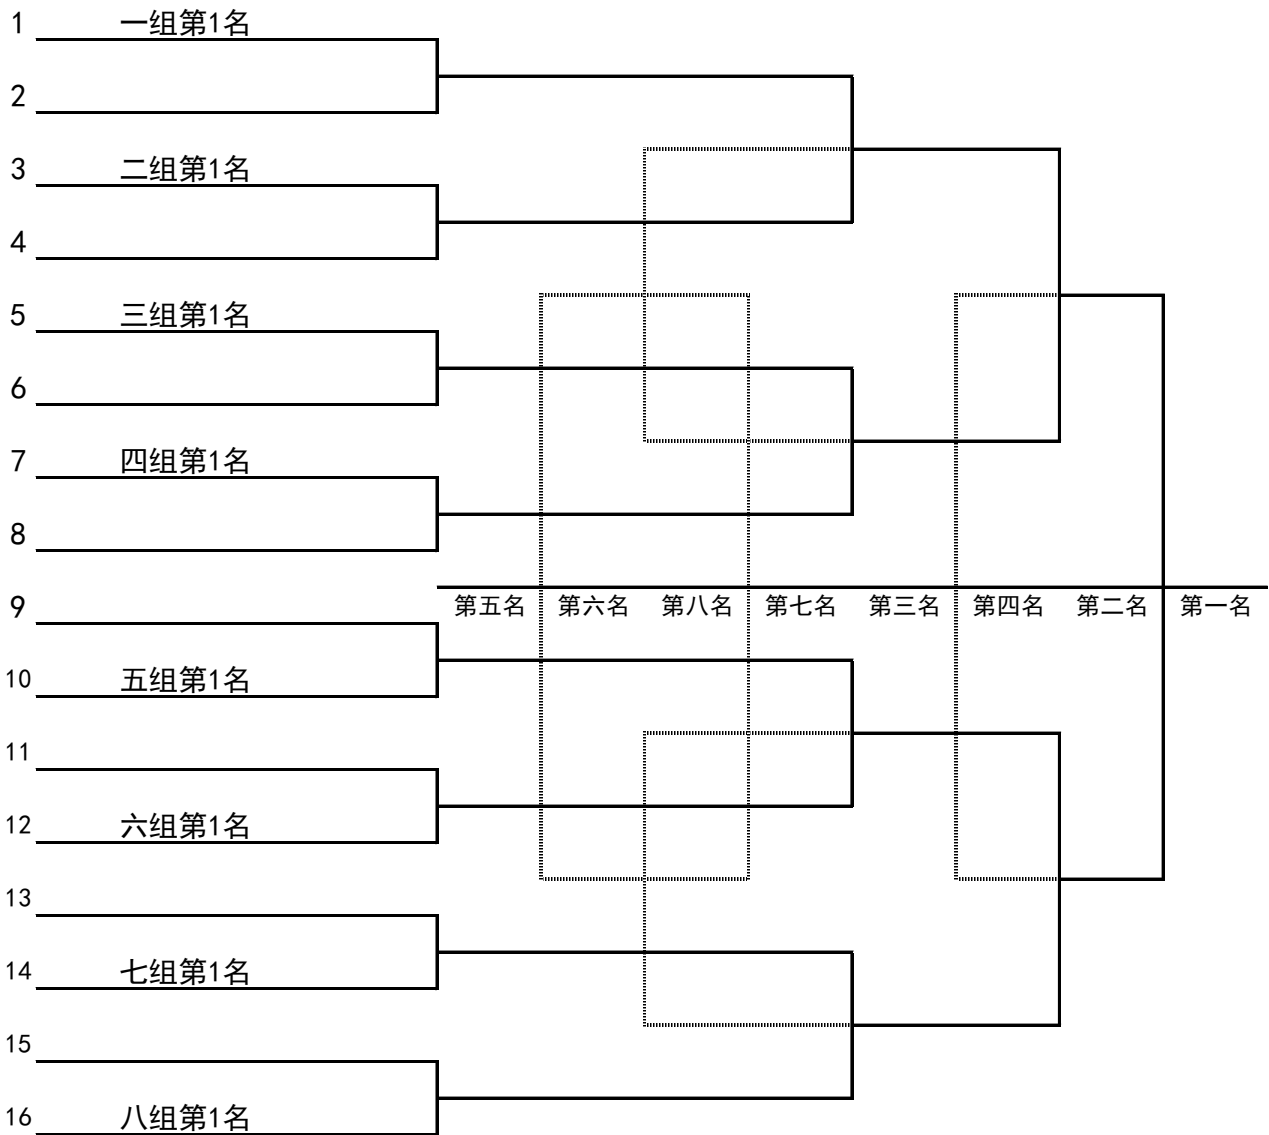 1 一组第1名
2
3 二组第1名
4
5 三组第1名
6
7 四组第1名
8
9
第五名 第六名 第八名 第七名 第三名 第四名 第二名 第一名
10 五组第1名
11
12 六组第1名
13
14 七组第1名
15
16 八组第1名